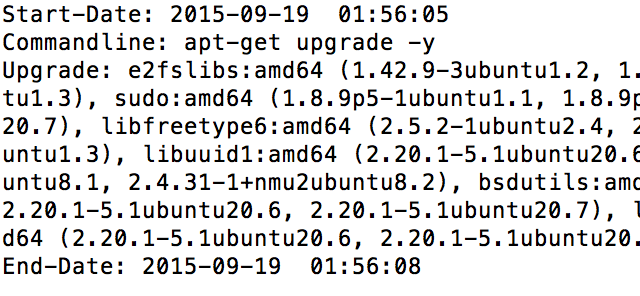 Start-Date: 2015-09-19  01:56:05
Commandline: apt-get upgrade -y
Upgrade: e2fslibs:amd64 (1.42.9-3ubuntu1.2, 1.
tu1.3), sudo:amd64 (1.8.9p5-1ubuntu1.1, 1.8.9p
20.7), libfreetype6:amd64 (2.5.2-1ubuntu2.4, 2
untu1.3), libuuid1:amd64 (2.20.1-5.1ubuntu20.6
untu8.1, 2.4.31-1+nmu2ubuntu8.2), bsdutils:amd
2.20.1-5.1ubuntu20.6, 2.20.1-5.1ubuntu20.7), l
d64 (2.20.1-5.1ubuntu20.6, 2.20.1-5.1ubuntu20.
End-Date: 2015-09-19  01:56:08